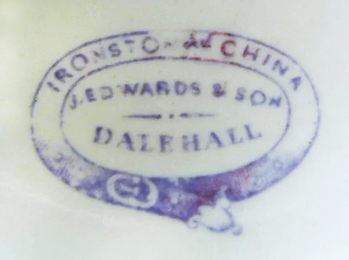 IRONSTONE CHINA
J. EDWARDS & SON
DALEHALL